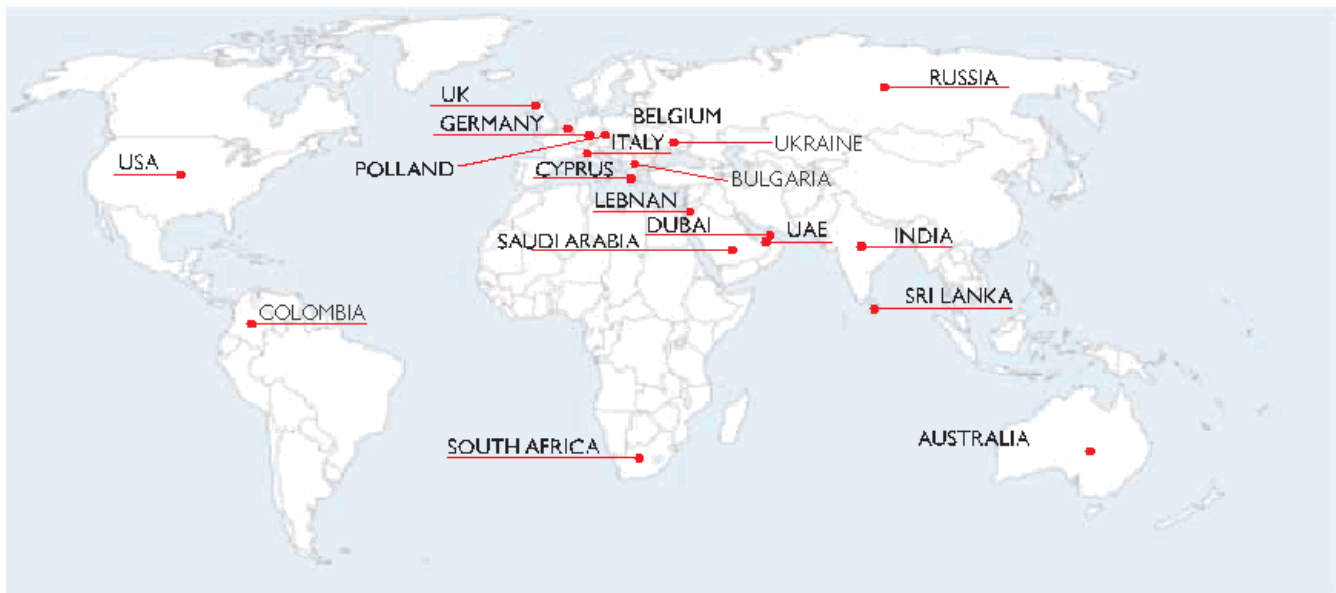 RUSSIA
UK
BELGIUM
GERMANY
ITALY
UKRAINE
USA
POLLAND
CYPRUS
BULGARIA
LEBNAN
DUBAI
UAE
INDIA
SAUDI ARABIA
SRI LANKA
COLOMBIA
SOUTH AFRICA
AUSTRALIA